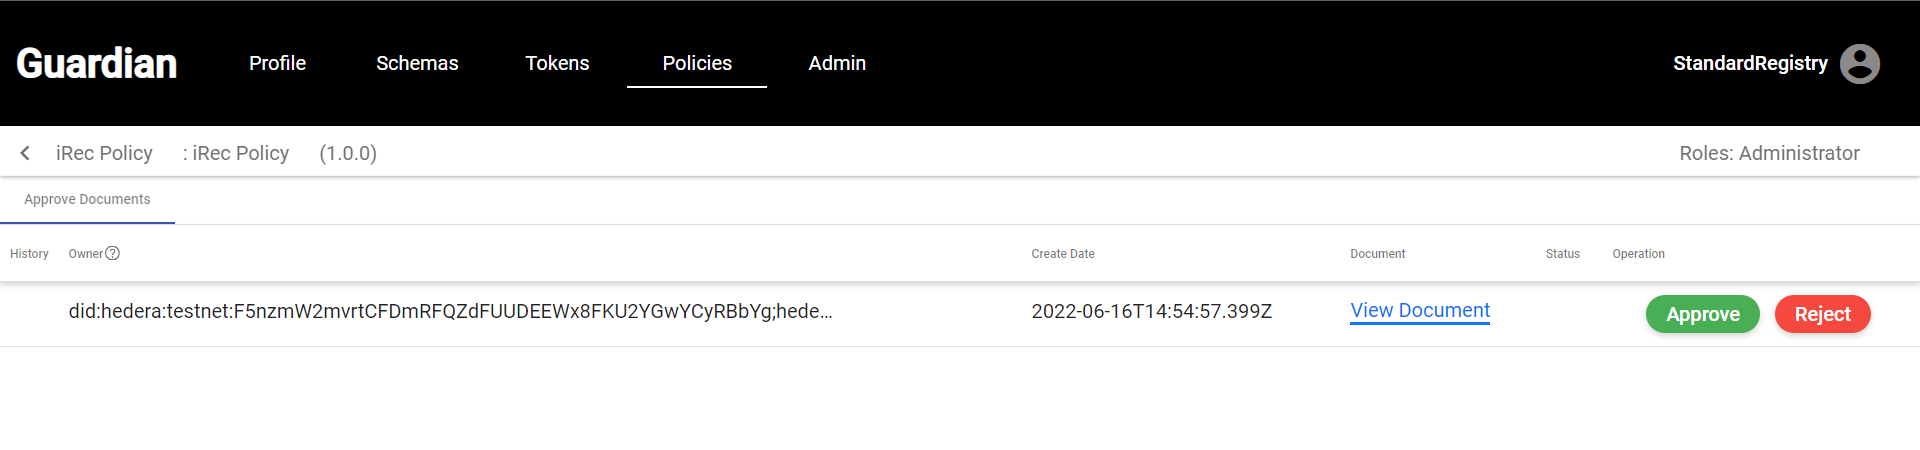 Guardian Profile Schemas Tokens Policies Admin StandardRegistry
iRec Policy : iRec Policy (1.0.0) Roles: Administrator
Approve Documents
History Owner Create Date Document Status Operation
did:hedera:testnet:F5nzmW2mvrtCFDmRFQZdFUUDEEWx8FKU2YGwYCyRBbYg;hede... 2022-06-16T14:54:57.399Z View Document Approve Reject